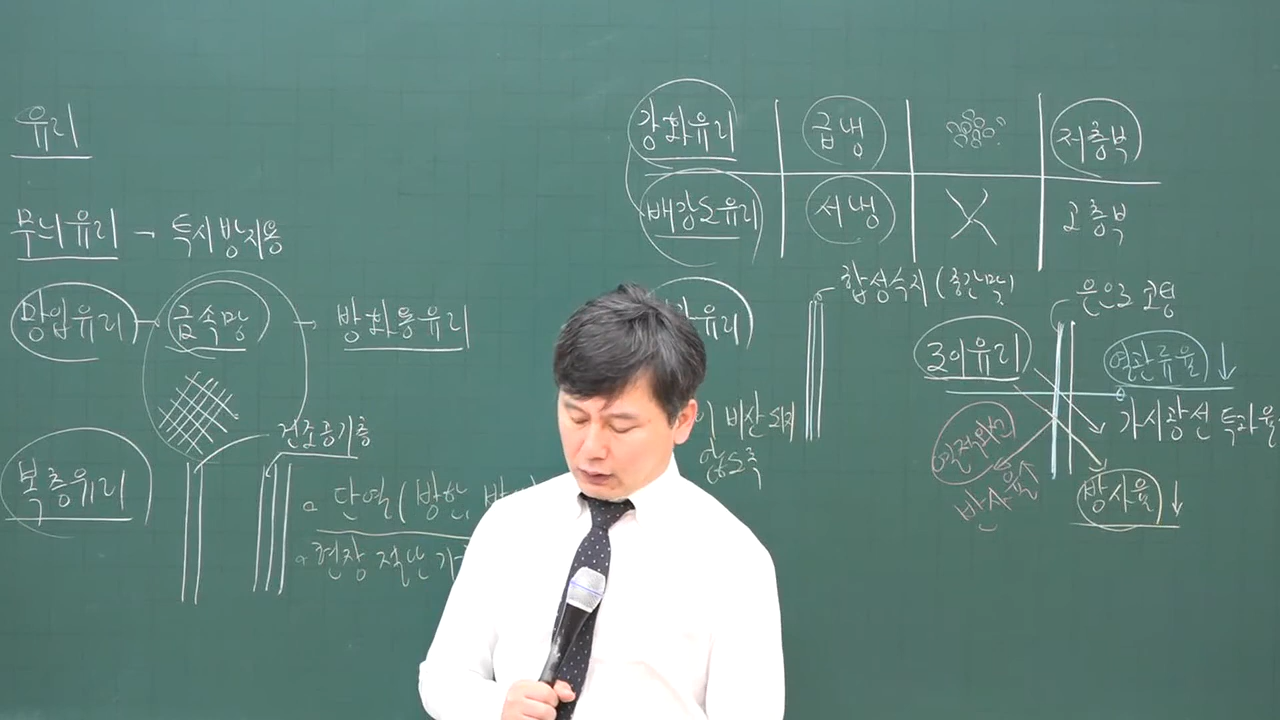 유리
무늬유리 - 투시방지용
망입유리 - 금속망 → 방화용유리
복층유리
건조공기층
단열 (방한,
현장 절단
강화유리 급냉 저층부
배강도유리 서냉 X 고층부
합성수지 (중간막)
유리
비산
은으로 코팅
로이유리
열관류율 ↓
가시광선 투과율
반사율
방사율 ↓